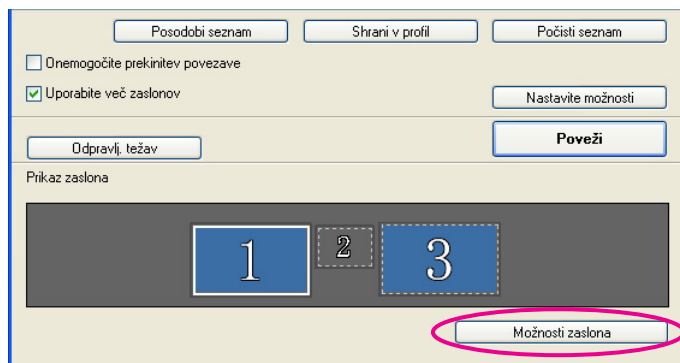 Posodobi seznam Shrani v profil Počisti seznam
Onemogočite prekinitev povezave
Uporabite več zaslonov
Nastavite možnosti
Poveži
Odpravlj. težav
Prikaz zaslona
1 2 3
Možnosti zaslona